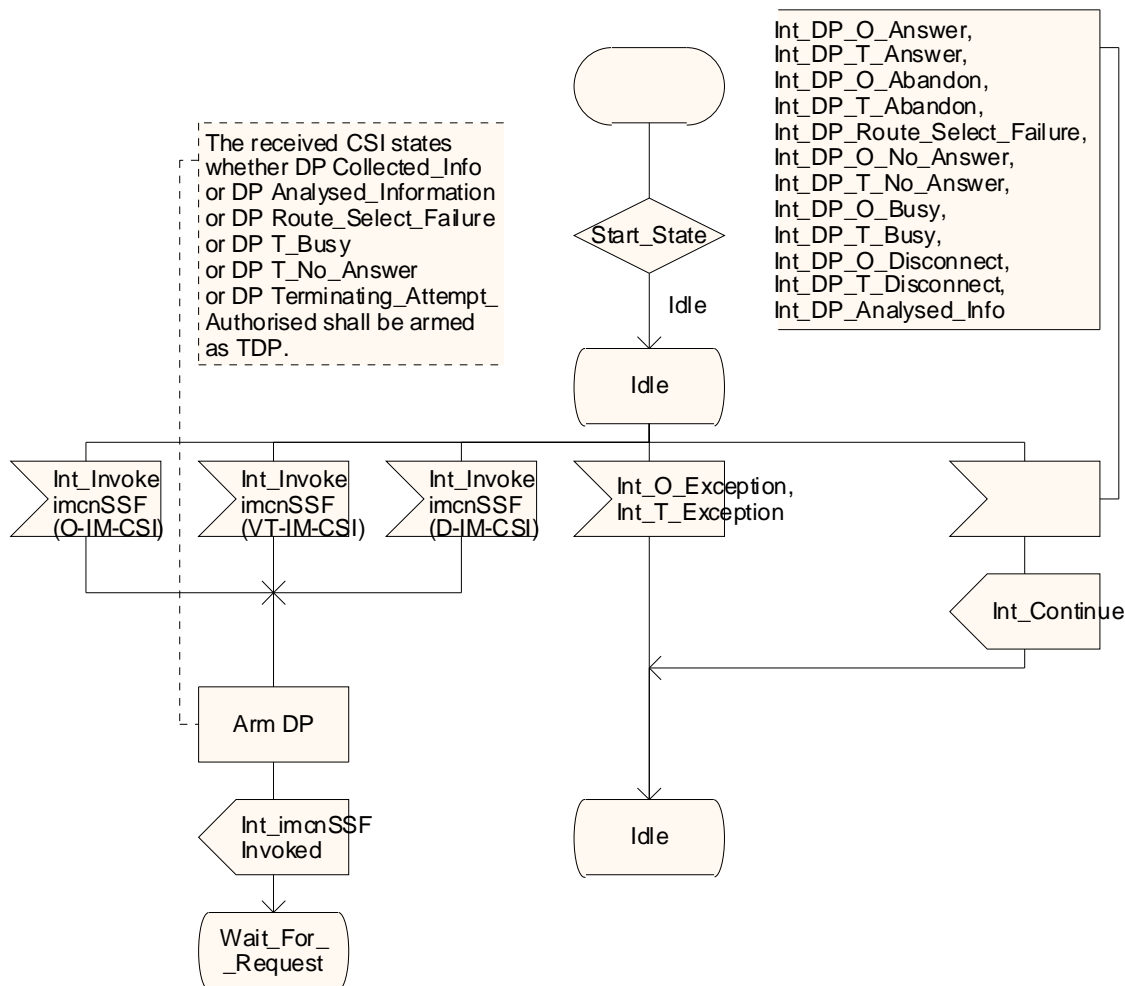 Int_DP_O_Answer,
Int_DP_T_Answer,
Int_DP_O_Abandon,
Int_DP_T_Abandon,
Int_DP_Route_Select_Failure,
Int_DP_O_No_Answer,
Int_DP_T_No_Answer,
Int_DP_O_Busy,
Int_DP_T_Busy,
Int_DP_O_Disconnect,
Int_DP_T_Disconnect,
Int_DP_Analysed_Info
The received CSI states
whether DP Collected_Info
or DP Analysed_Information
or DP Route_Select_Failure
or DP T_Busy
or DP T_No_Answer
or DP Terminating_Attempt_
Authorised shall be armed
as TDP.
Start_State
Idle
Idle
Int_Invoke
imcnSSF
(O-IM-CSI)
Int_Invoke
imcnSSF
(VT-IM-CSI)
Int_Invoke
imcnSSF
(D-IM-CSI)
Int_O_Exception,
Int_T_Exception
Int_Continue
Arm DP
Int_imcnSSF
Invoked
Idle
Wait_For_
_Request